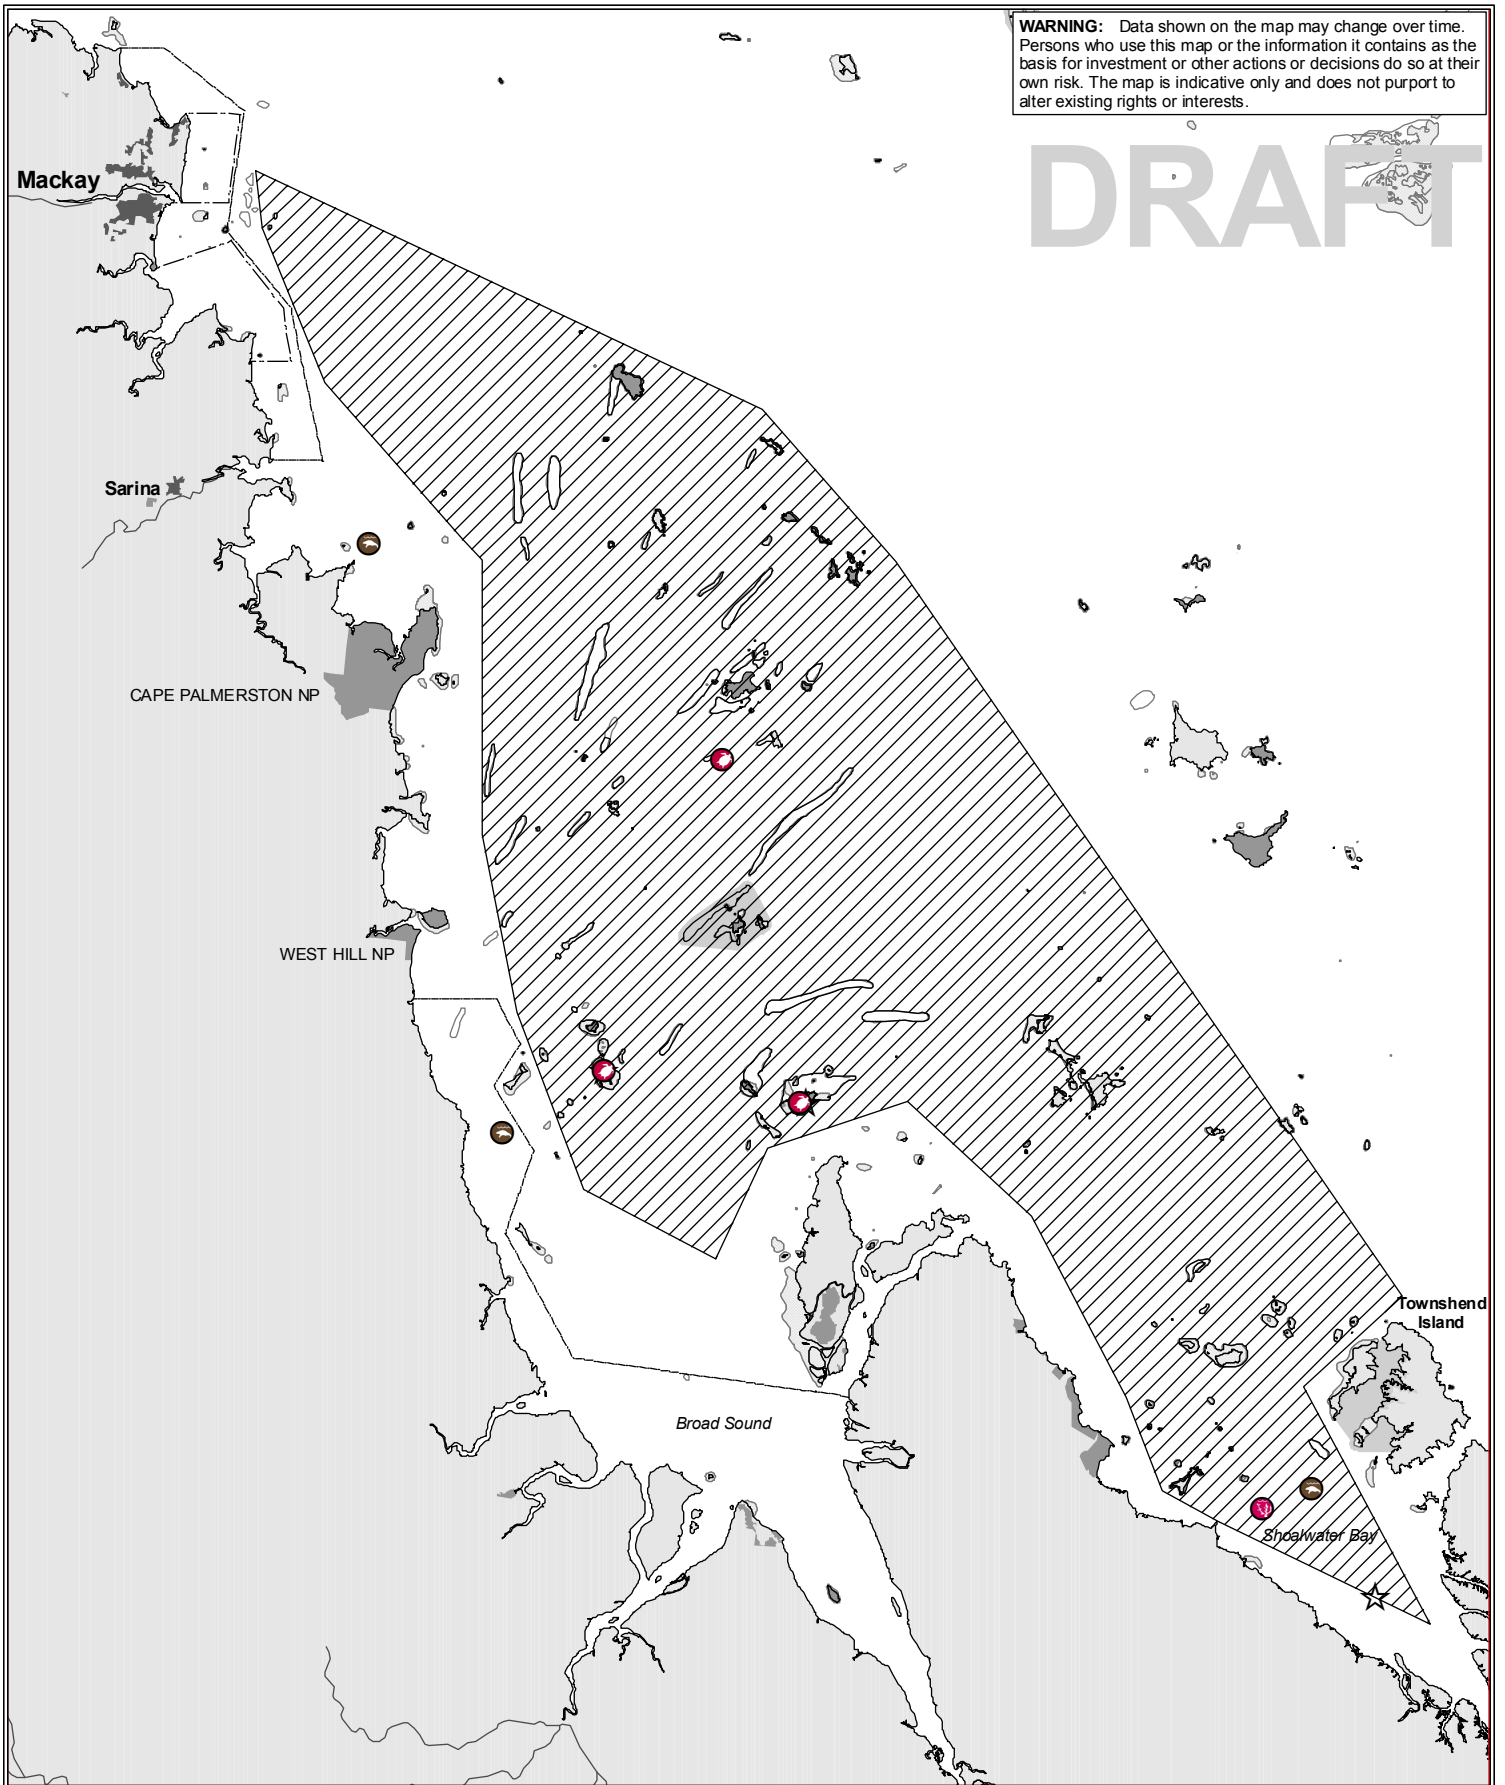 WARNING: Data shown on the map may change over time.
Persons who use this map or the information it contains as the
basis for investment or other actions or decisions do so at their
own risk. The map is indicative only and does not purport to
alter existing rights or interests.
DRAFT
Mackay
Sarina
CAPE PALMERSTON NP
WEST HILL NP
Townshend
Island
Broad Sound
Shoalwater Bay